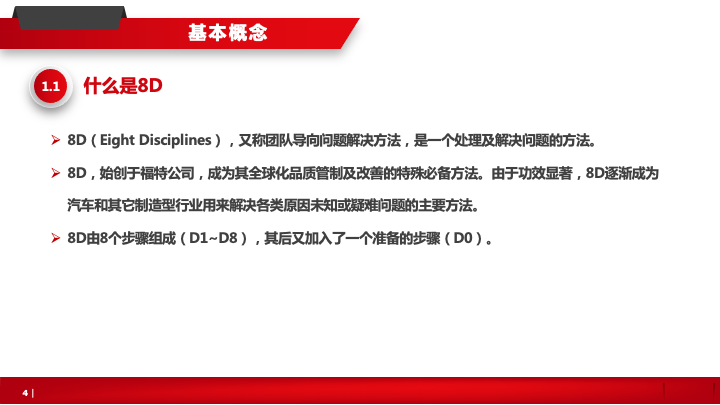 基本概念
1.1 什么是8D
➢ 8D（Eight Disciplines），又称团队导向问题解决方法，是一个处理及解决问题的方法。
➢ 8D，始创于福特公司，成为其全球化品质管制及改善的特殊必备方法。由于功效显著，8D逐渐成为
汽车和其它制造型行业用来解决各类原因未知或疑难问题的主要方法。
➢ 8D由8个步骤组成（D1~D8），其后又加入了一个准备的步骤（D0）。
4 |